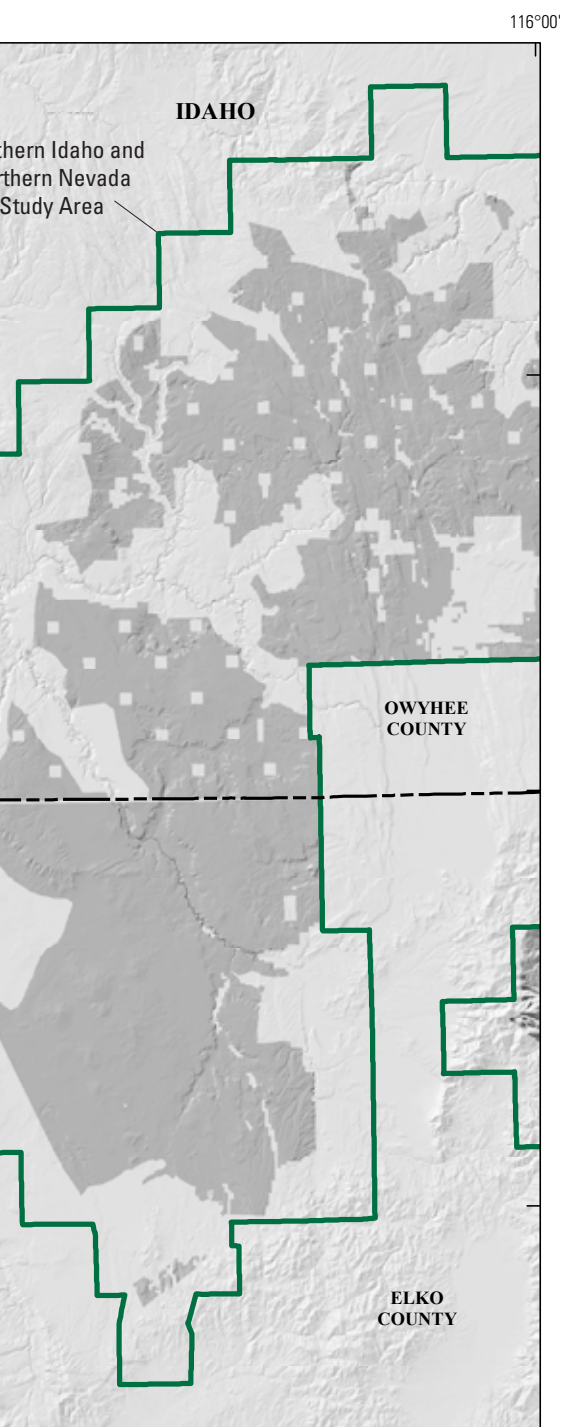 116°00'
IDAHO
thern Idaho and
rthern Nevada
Study Area
OWYHEE
COUNTY
ELKO
COUNTY